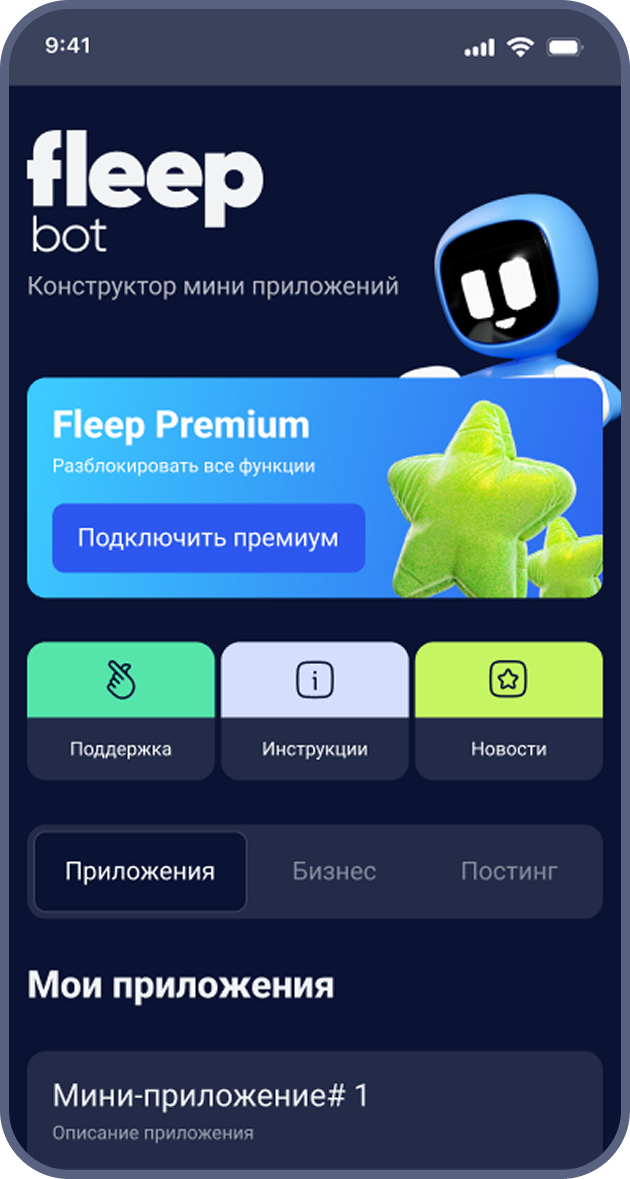 9:41
fleep
bot
Конструктор мини приложений
Fleep Premium
Разблокировать все функции
Подключить премиум
Поддержка
Инструкции
Новости
Приложения
Бизнес
Постинг
Мои приложения
Мини-приложение# 1
Описание приложения